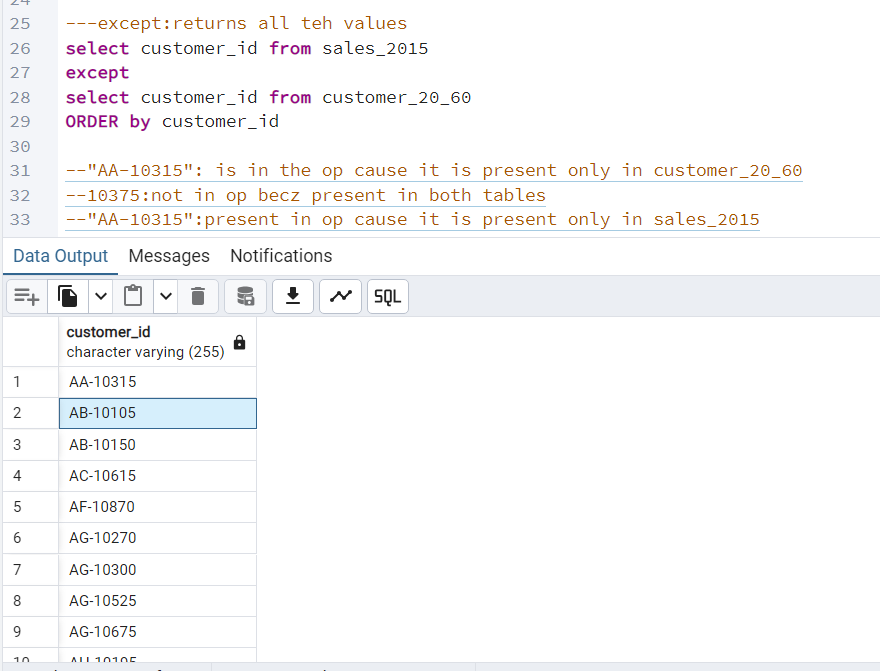 24
25 ---except:returns all teh values
26 select customer_id from sales_2015
27 except
28 select customer_id from customer_20_60
29 ORDER by customer_id
30
31 --"AA-10315": is in the op cause it is present only in customer_20_60
32 --10375:not in op becz present in both tables
33 --"AA-10315":present in op cause it is present only in sales_2015
Data Output Messages Notifications
SQL
customer_id
character varying (255)
1 AA-10315
2 AB-10105
3 AB-10150
4 AC-10615
5 AF-10870
6 AG-10270
7 AG-10300
8 AG-10525
9 AG-10675
10